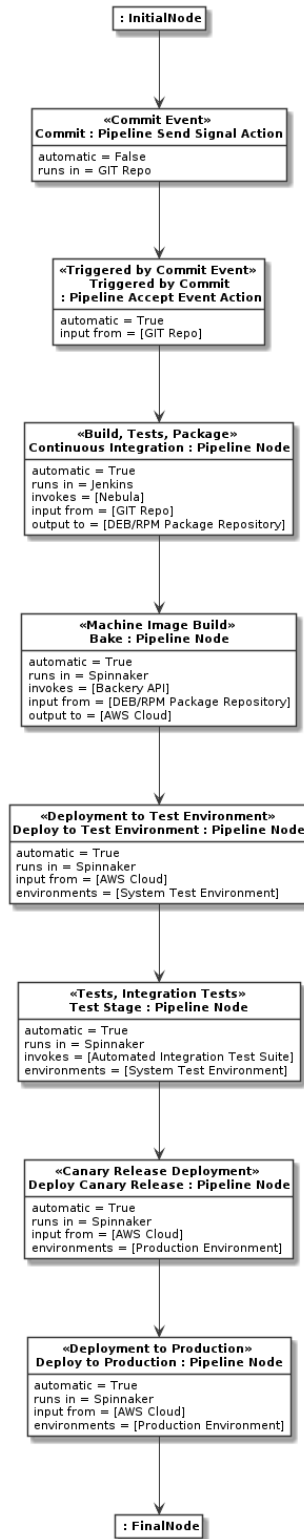 : InitialNode
«Commit Event»
Commit : Pipeline Send Signal Action
automatic = False
runs in = GIT Repo
«Triggered by Commit Event»
Triggered by Commit
: Pipeline Accept Event Action
automatic = True
input from = [GIT Repo]
«Build, Tests, Package»
Continuous Integration : Pipeline Node
automatic = True
runs in = Jenkins
invokes = [Nebula]
input from = [GIT Repo]
output to = [DEB/RPM Package Repository]
«Machine Image Build»
Bake : Pipeline Node
automatic = True
runs in = Spinnaker
invokes = [Backery API]
input from = [DEB/RPM Package Repository]
output to = [AWS Cloud]
«Deployment to Test Environment»
Deploy to Test Environment : Pipeline Node
automatic = True
runs in = Spinnaker
input from = [AWS Cloud]
environments = [System Test Environment]
«Tests, Integration Tests»
Test Stage : Pipeline Node
automatic = True
runs in = Spinnaker
invokes = [Automated Integration Test Suite]
environments = [System Test Environment]
«Canary Release Deployment»
Deploy Canary Release : Pipeline Node
automatic = True
runs in = Spinnaker
input from = [AWS Cloud]
environments = [Production Environment]
«Deployment to Production»
Deploy to Production : Pipeline Node
automatic = True
runs in = Spinnaker
input from = [AWS Cloud]
environments = [Production Environment]
: FinalNode